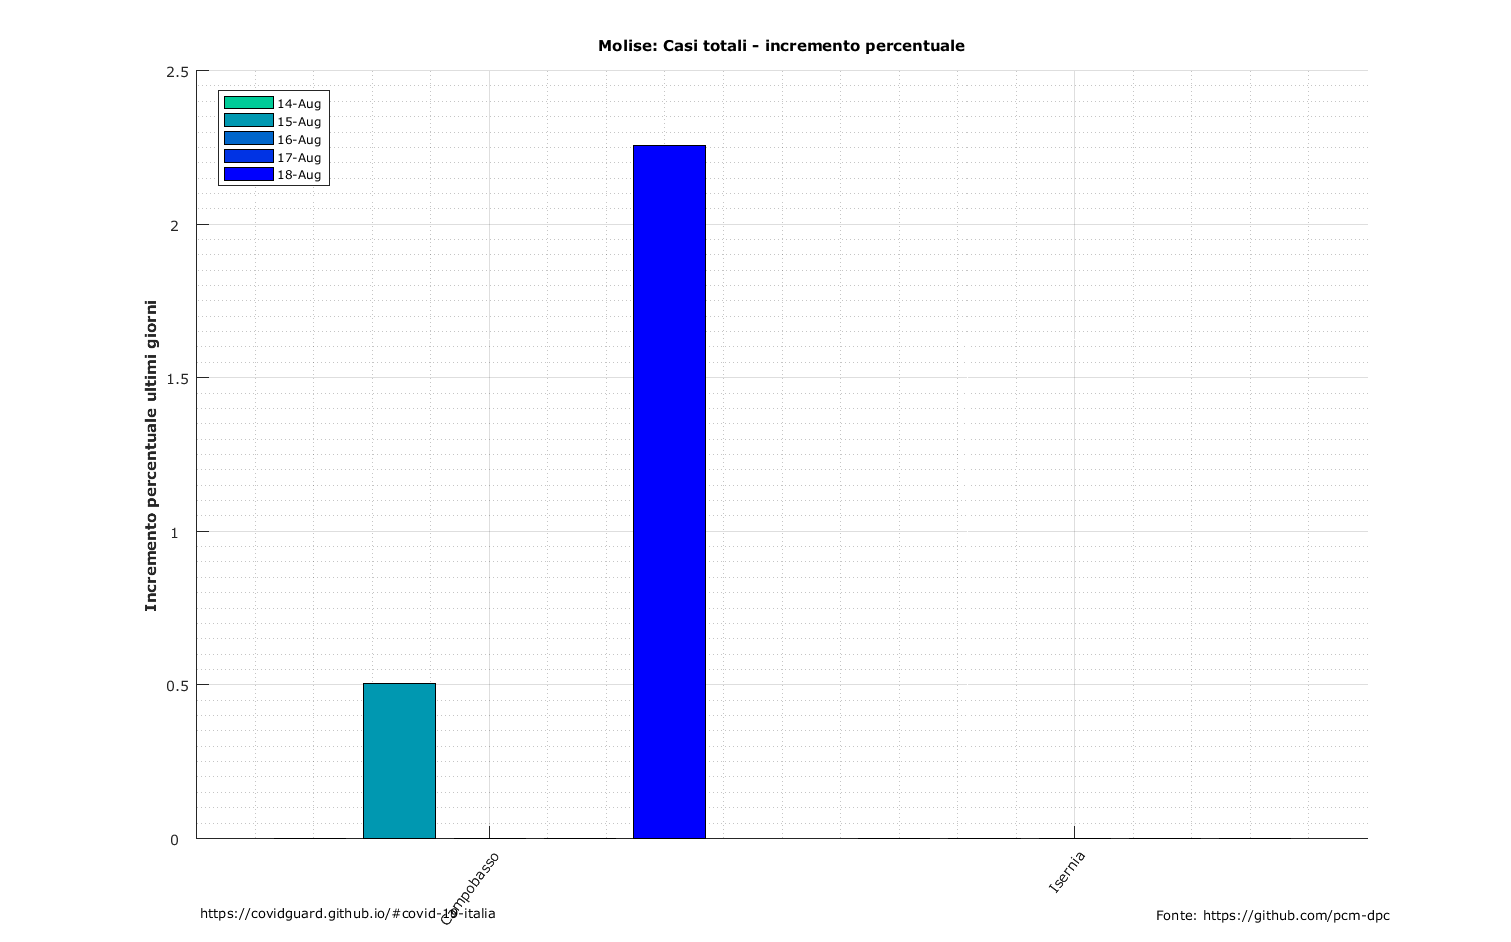 Molise: Casi totali - incremento percentuale
2.5
2
1.5
1
0.5
0
Incremento percentuale ultimi giorni
14-Aug
15-Aug
16-Aug
17-Aug
18-Aug
Campobasso
Isernia
https://covidguard.github.io/#covid-19-italia
Fonte: https://github.com/pcm-dpc